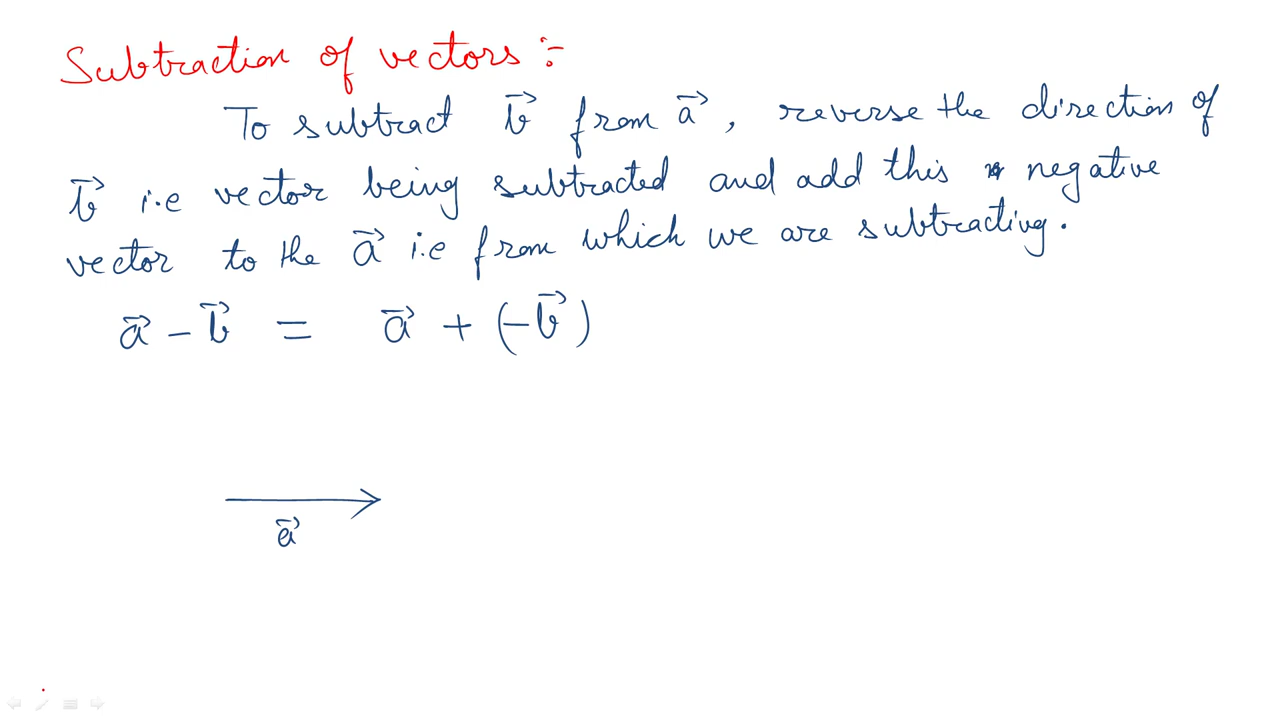 Subtraction of vectors :-
To subtract b⃗ from a⃗, reverse the direction of
b⃗ i.e vector being subtracted and add this negative
vector to the a⃗ i.e from which we are subtracting.
a⃗ - b⃗ = a⃗ + (-b⃗)
a⃗